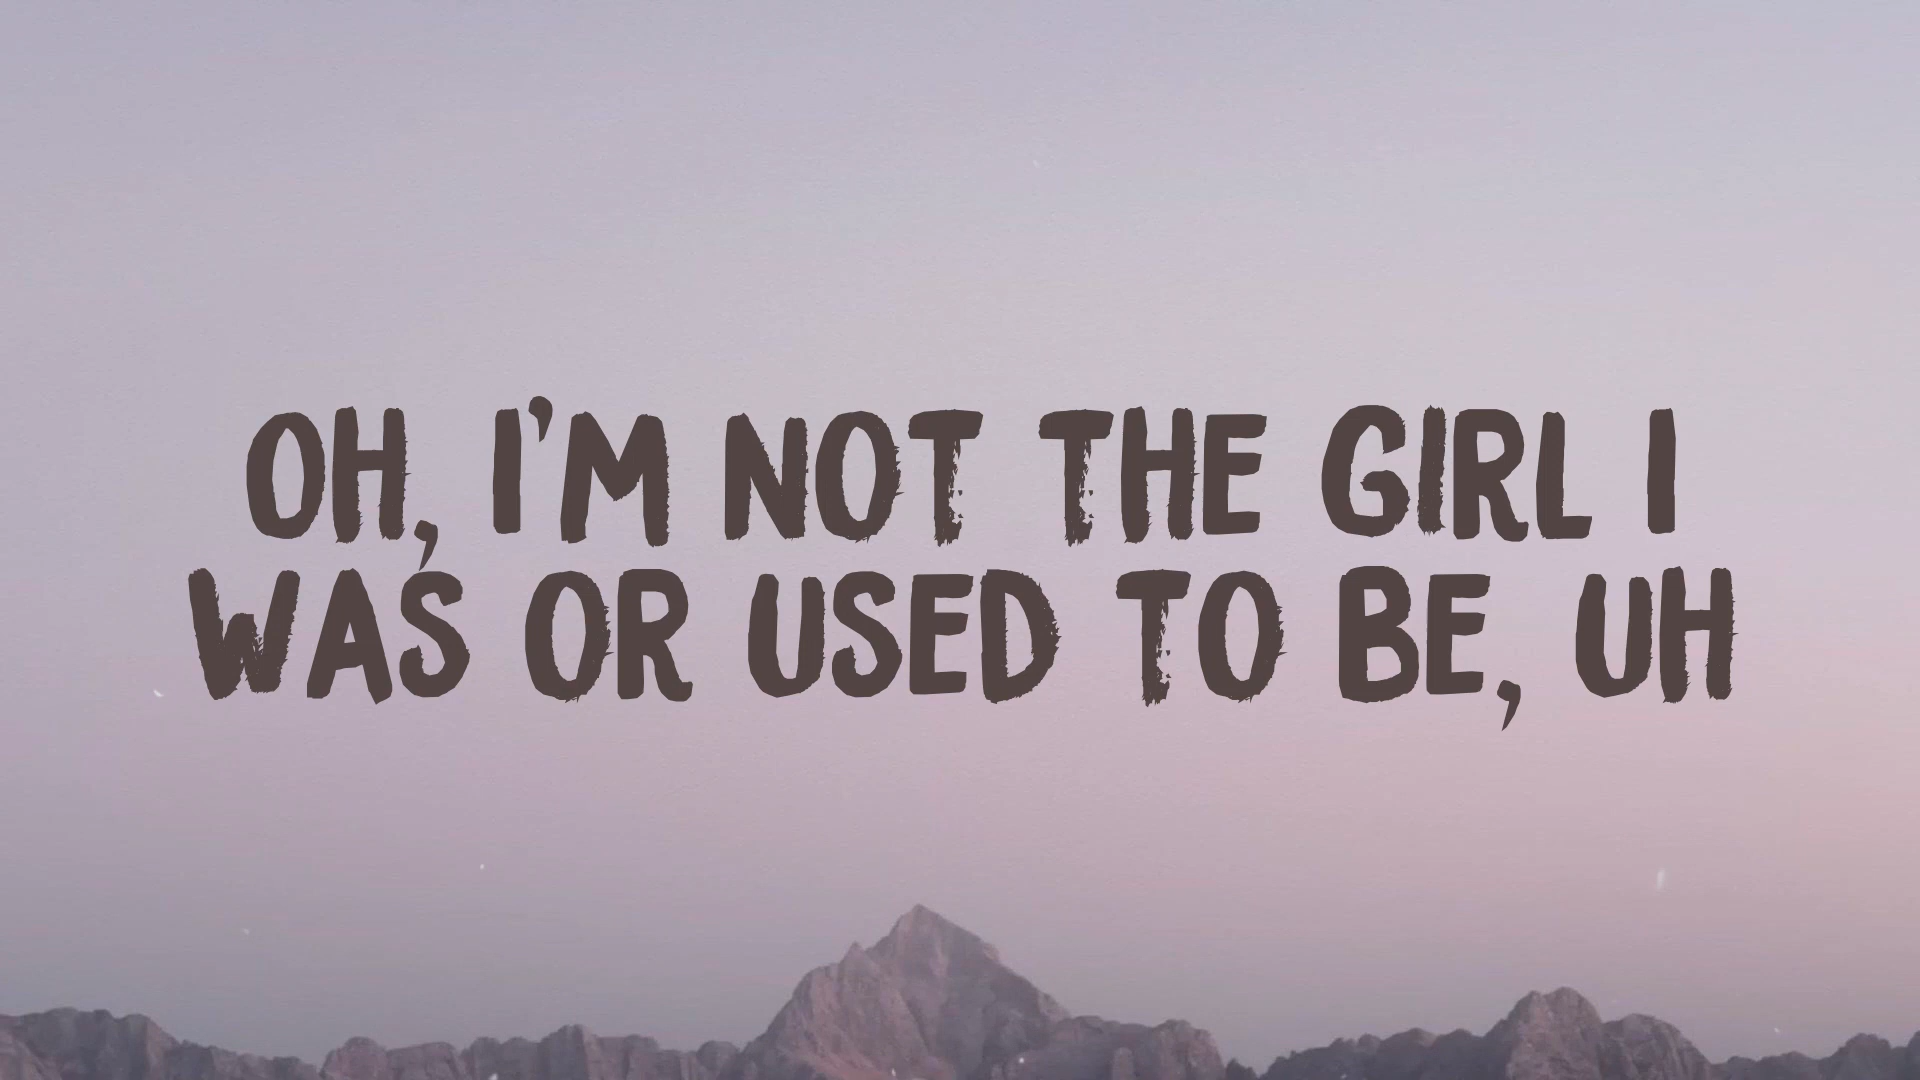 OH, I'M NOT THE GIRL I
WAS OR USED TO BE, UH